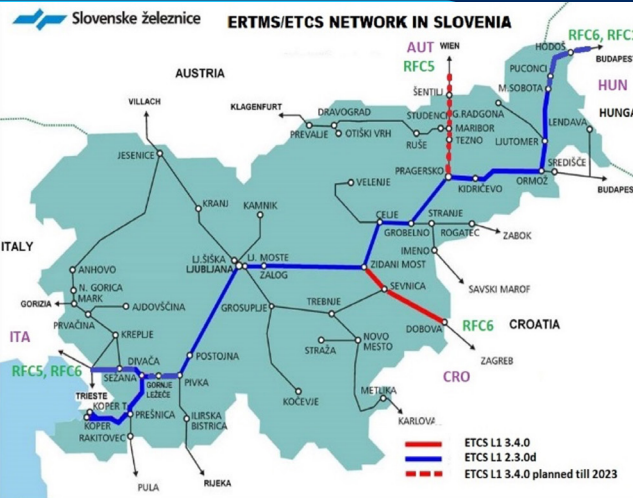 Slovenske železnice
ERTMS/ETCS NETWORK IN SLOVENIA
RFC6, RFC
AUT
WIEN
HODOŠ
RFC5
BUDAPEST
PUCONCI
AUSTRIA
HUN
M.SOBOTA
ŠENTILJ
VILLACH
KLAGENFURT
DRAVOGRAD
STUDENCI
G.RADGONA
LENDAVA
HUNGA
MARIBOR
PREVALJE
OTIŠKI VRH
RUŠE
TEZNO
LJUTOMER
JESENICE
SREDIŠČE
PRAGERSKO
VELENJE
KIDRIČEVO
ORMOŽ
BUDAPEST
KRANJ
KAMNIK
CELJE
STRANJE
GROBELNO
ROGATEC
ZABOK
ITALY
IMENO
LJ.ŠIŠKA
LJ. MOSTE
LJUBLJANA
ZALOG
ZIDANI MOST
ANHOVO
SAVSKI MAROF
SEVNICA
N. GORICA
MARK
GORIZIA
AJDOVŠČINA
GROSUPLJE
TREBNJE
PRVAČINA
DOBOVA
RFC6
CROATIA
ITA
KREPLJE
STRAŽA
NOVO
MESTO
ZAGREB
POSTOJNA
DIVAČA
RFC5, RFC6
SEŽANA
GORNJE
LEŽEČE
PIVKA
CRO
TRIESTE
KOČEVJE
METLIKA
KOPER T.
KOPER
PREŠNICA
ILIRSKA
BISTRICA
KARLOVA
RAKITOVEC
ETCS L1 3.4.0
ETCS L1 2.3.0d
ETCS L1 3.4.0 planned till 2023
PULA
RIJEKA